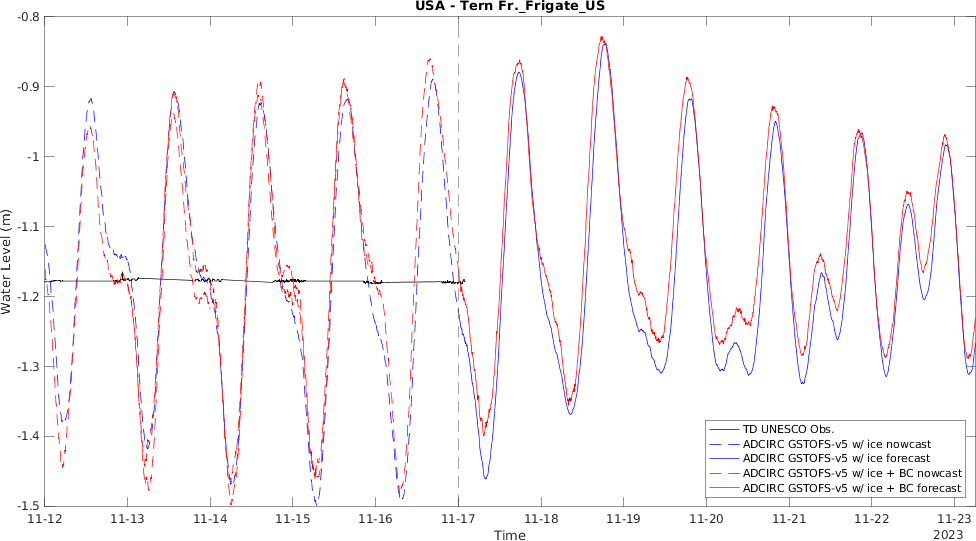 USA - Tern Fr._Frigate_US
-0.8
-0.9
-1
-1.1
-1.2
-1.3
-1.4
-1.5
Water Level (m)
TD UNESCO Obs.
ADCIRC GSTOFS-v5 w/ ice nowcast
ADCIRC GSTOFS-v5 w/ ice forecast
ADCIRC GSTOFS-v5 w/ ice + BC nowcast
ADCIRC GSTOFS-v5 w/ ice + BC forecast
11-12 11-13 11-14 11-15 11-16 11-17 11-18 11-19 11-20 11-21 11-22 11-23
Time
2023